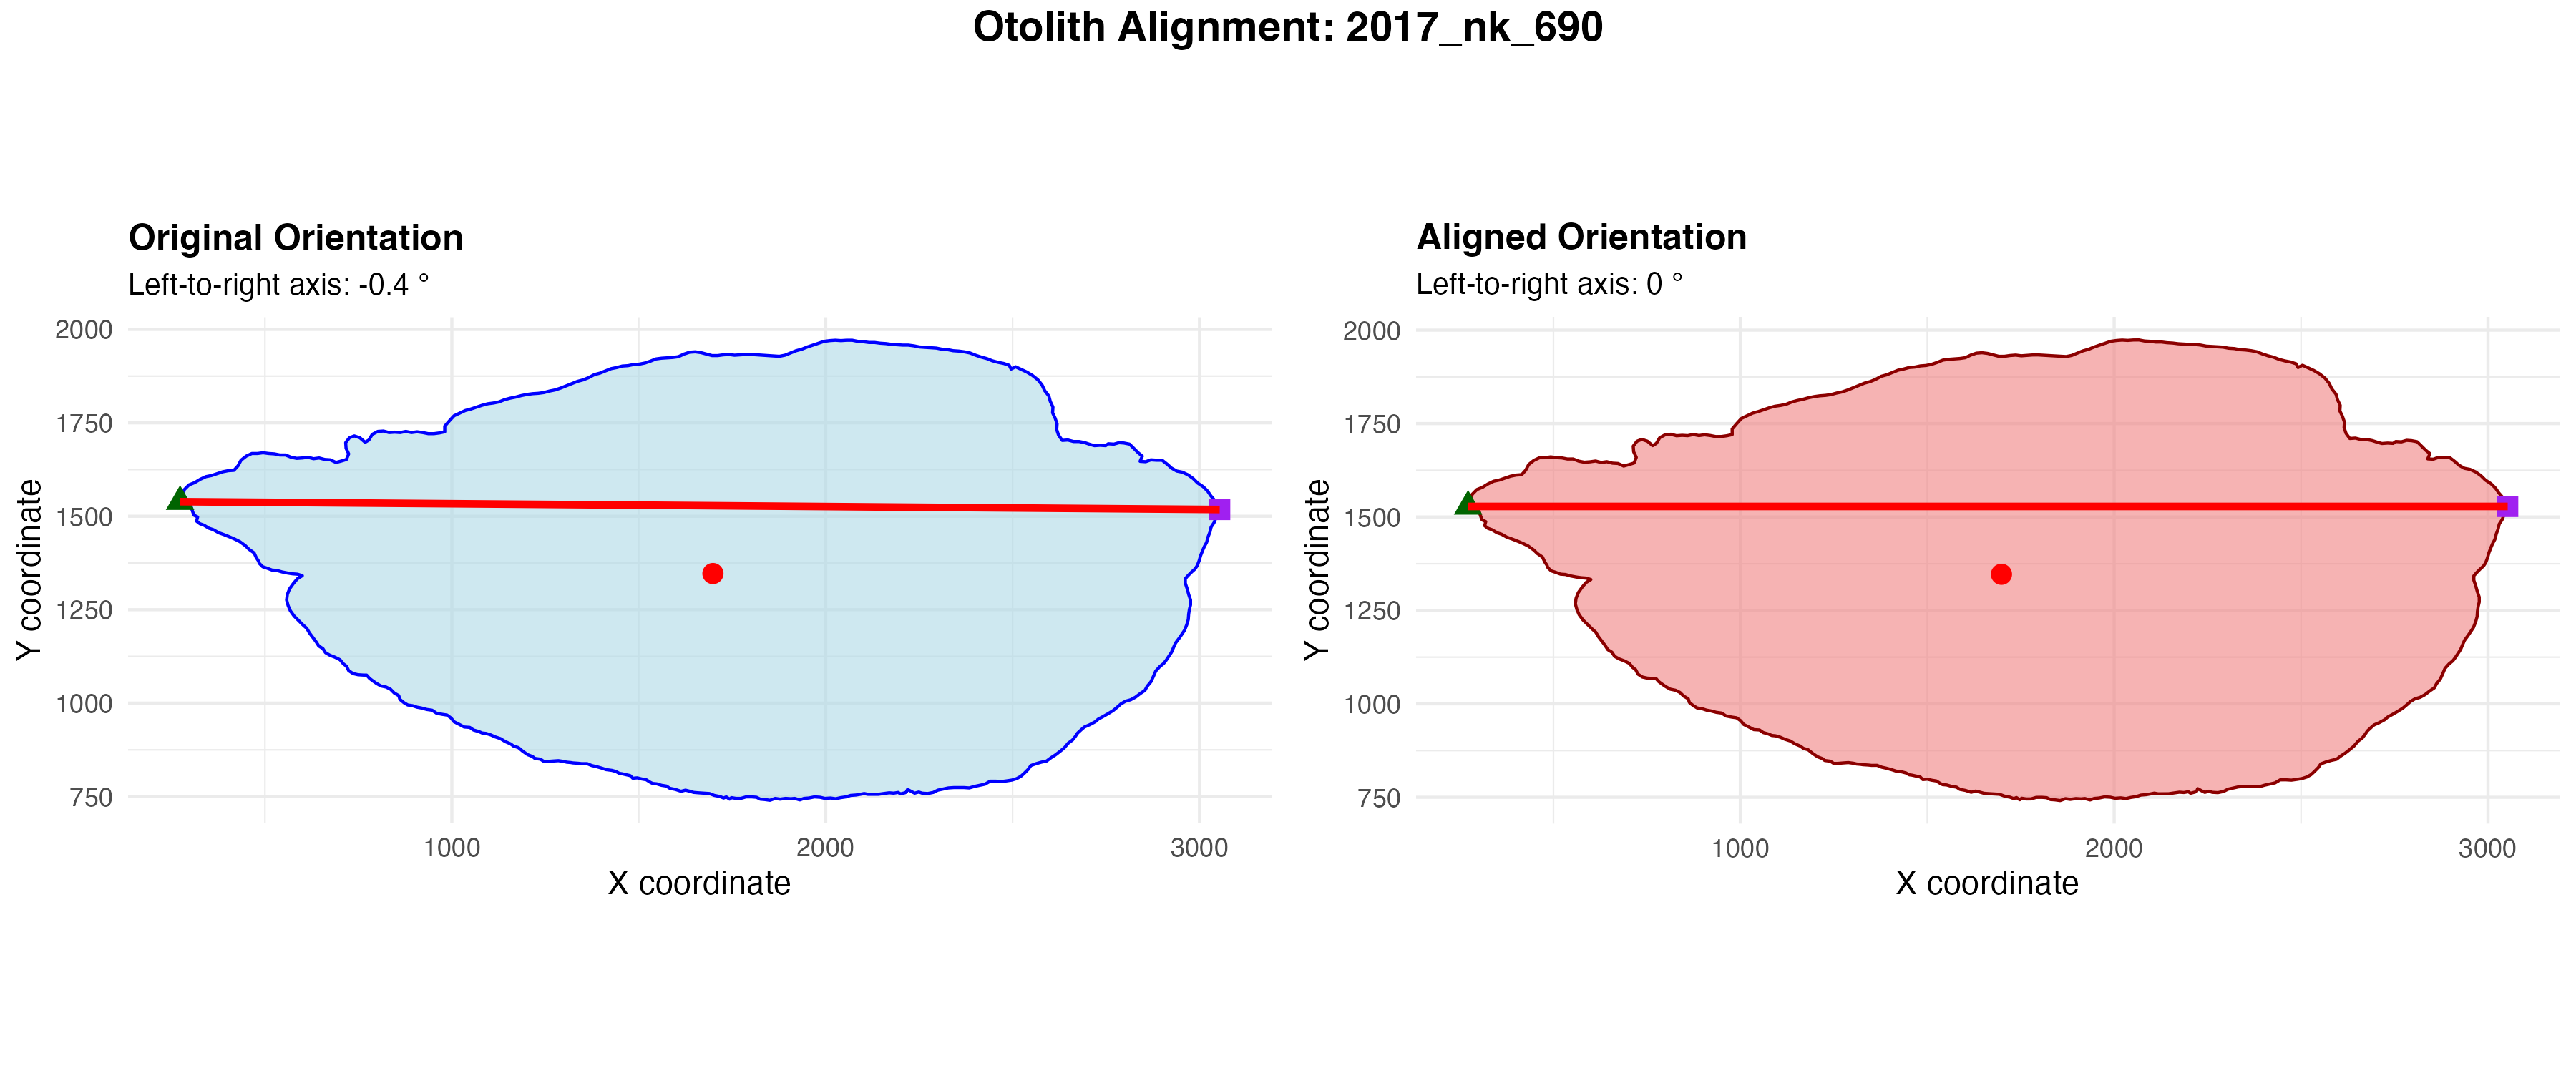 Otolith Alignment: 2017_nk_690
Original Orientation
Left-to-right axis: -0.4 °
2000
1750
1500
1250
1000
750
Y coordinate
1000 2000 3000
X coordinate
Aligned Orientation
Left-to-right axis: 0 °
2000
1750
1500
1250
1000
750
Y coordinate
1000 2000 3000
X coordinate